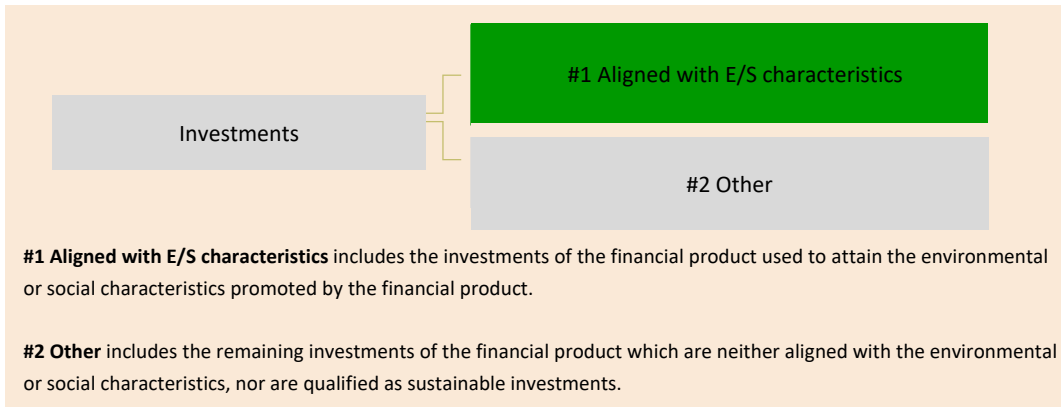 #1 Aligned with E/S characteristics
Investments
#2 Other
#1 Aligned with E/S characteristics includes the investments of the financial product used to attain the environmental
or social characteristics promoted by the financial product.
#2 Other includes the remaining investments of the financial product which are neither aligned with the environmental
or social characteristics, nor are qualified as sustainable investments.